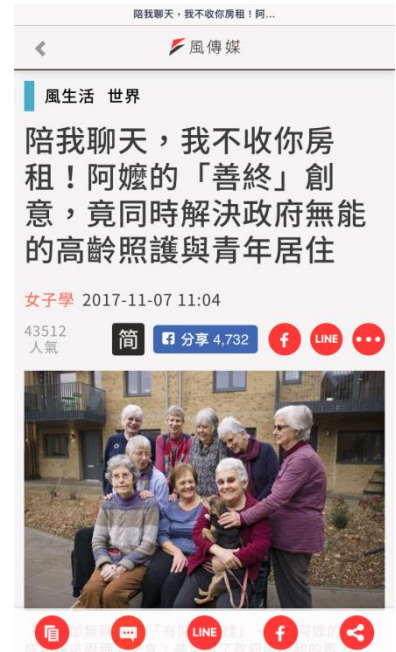 陪我聊天，我不收你房租！阿...
風傳媒
風生活 世界
陪我聊天，我不收你房
租！阿嬤的「善終」創
意，竟同時解決政府無能
的高齡照護與青年居住
女子學 2017-11-07 11:04
43512
人氣
简
分享 4,732
LINE
LINE